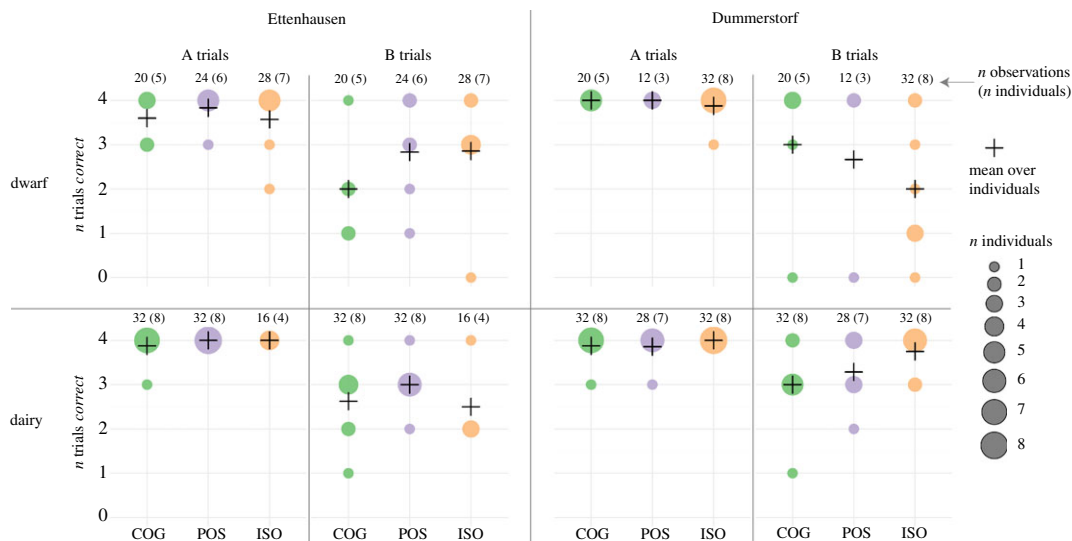 Ettenhausen
Dummerstorf
A trials
B trials
A trials
B trials
20 (5) 24 (6) 28 (7)
20 (5) 24 (6) 28 (7)
20 (5) 12 (3) 32 (8)
20 (5) 12 (3) 32 (8)
n observations
(n individuals)
dwarf
n trials correct
4
3
2
1
0
mean over
individuals
n individuals
1
2
3
4
5
6
7
8
32 (8) 32 (8) 16 (4)
32 (8) 32 (8) 16 (4)
32 (8) 28 (7) 32 (8)
32 (8) 28 (7) 32 (8)
dairy
n trials correct
4
3
2
1
0
COG POS ISO
COG POS ISO
COG POS ISO
COG POS ISO